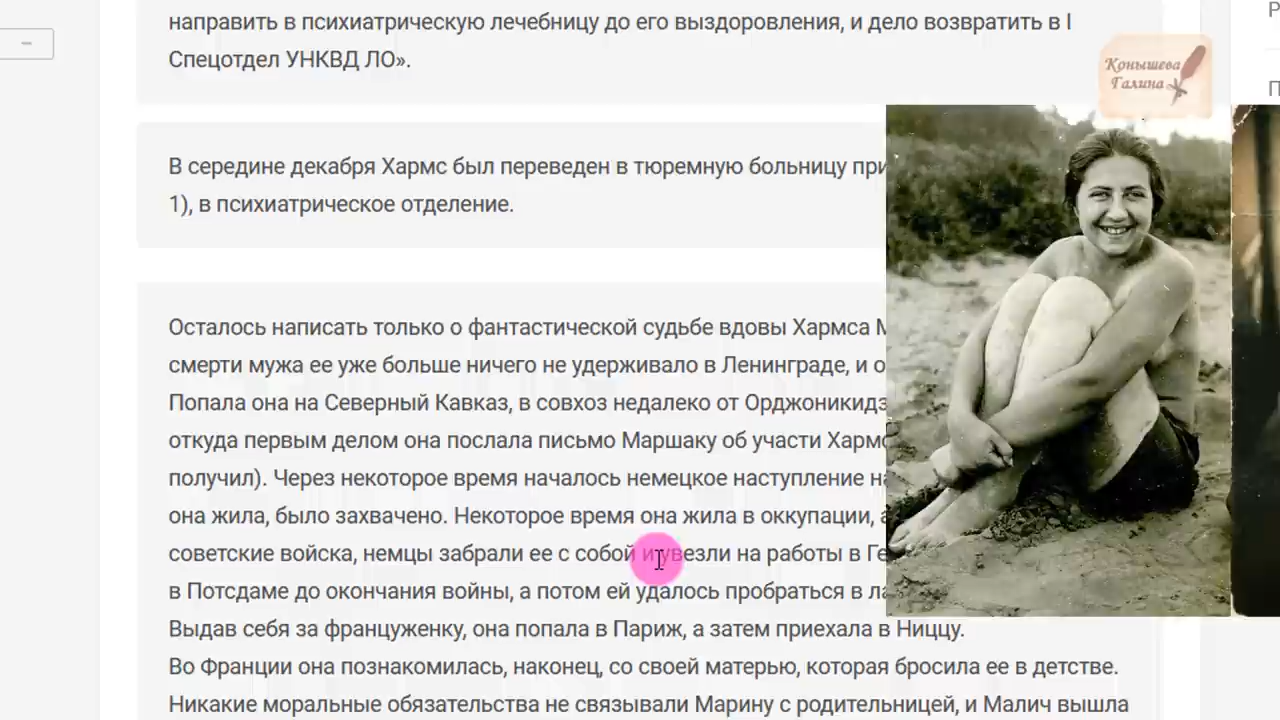 направить в психиатрическую лечебницу до его выздоровления, и дело возвратить в I
Спецотдел УНКВД ЛО».
Конышева
Галина
В середине декабря Хармс был переведен в тюремную больницу при
1), в психиатрическое отделение.
Осталось написать только о фантастической судьбе вдовы Хармса
смерти мужа ее уже больше ничего не удерживало в Ленинграде, и
Попала она на Северный Кавказ, в совхоз недалеко от
откуда первым делом она послала письмо Маршаку об участи
получил). Через некоторое время началось немецкое наступление
она жила, было захвачено. Некоторое время она жила в оккупации,
советские войска, немцы забрали ее с собой и увезли на работы в
в Потсдаме до окончания войны, а потом ей удалось пробраться в
Выдав себя за француженку, она попала в Париж, а затем приехала в Ниццу.
Во Франции она познакомилась, наконец, со своей матерью, которая бросила ее в детстве.
Никакие моральные обязательства не связывали Марину с родительницей, и Малич вышла